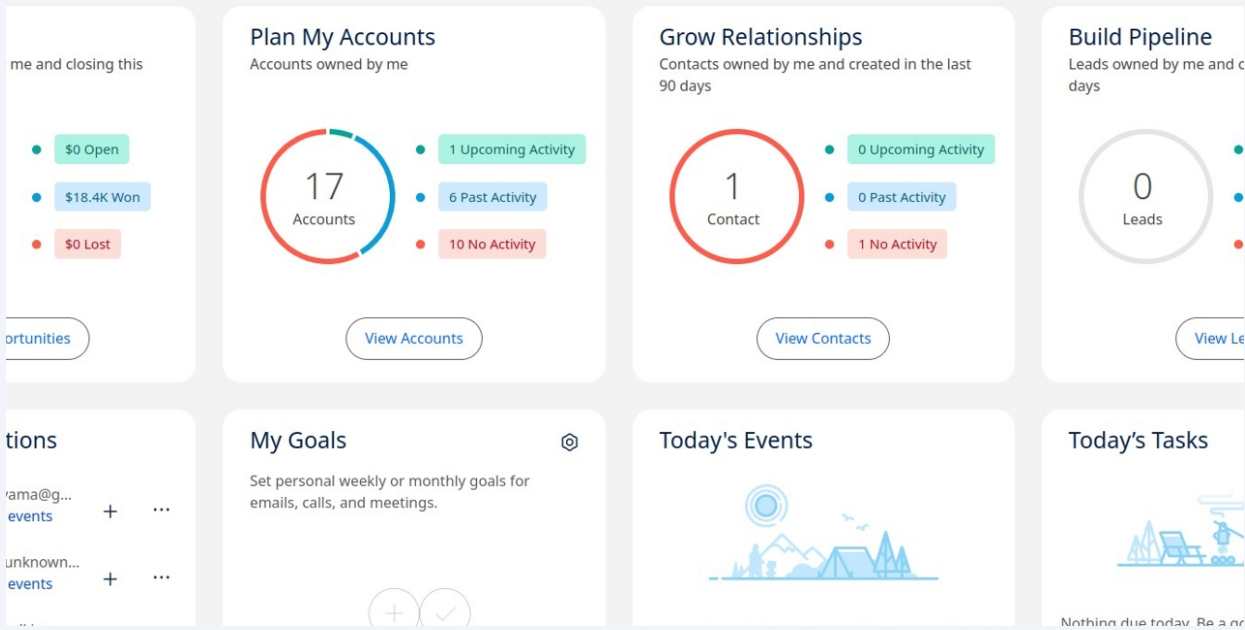 me and closing this
$0 Open
$18.4K Won
$0 Lost
Plan My Accounts
Accounts owned by me
17
Accounts
1 Upcoming Activity
6 Past Activity
10 No Activity
View Accounts
Grow Relationships
Contacts owned by me and created in the last
90 days
1
Contact
0 Upcoming Activity
0 Past Activity
1 No Activity
View Contacts
Build Pipeline
Leads owned by me and
days
0
Leads
View
events
events
My Goals
Set personal weekly or monthly goals for
emails, calls, and meetings.
Today's Events
Today’s Tasks
Nothing due today. Be a